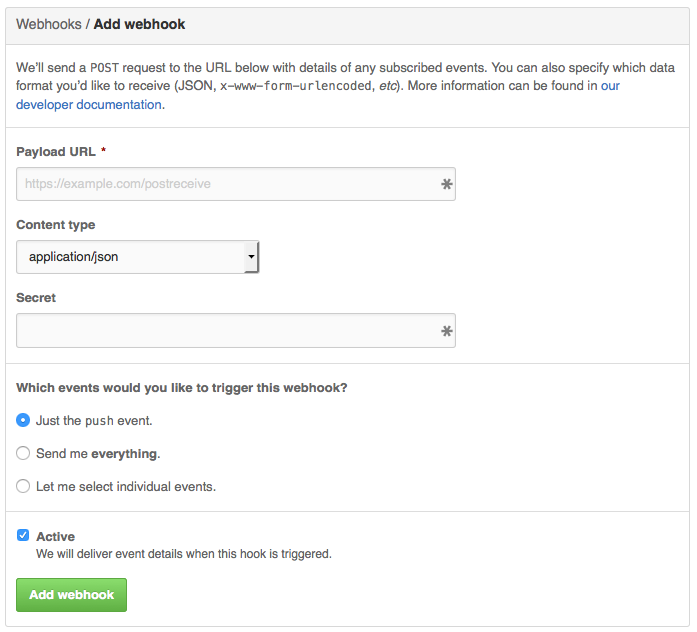 Webhooks / Add webhook
We'll send a POST request to the URL below with details of any subscribed events. You can also specify which data
format you'd like to receive (JSON, x-www-form-urlencoded, etc). More information can be found in our
developer documentation.
Payload URL *
https://example.com/postreceive
Content type
application/json
Secret
Which events would you like to trigger this webhook?
Just the push event.
Send me everything.
Let me select individual events.
Active
We will deliver event details when this hook is triggered.
Add webhook